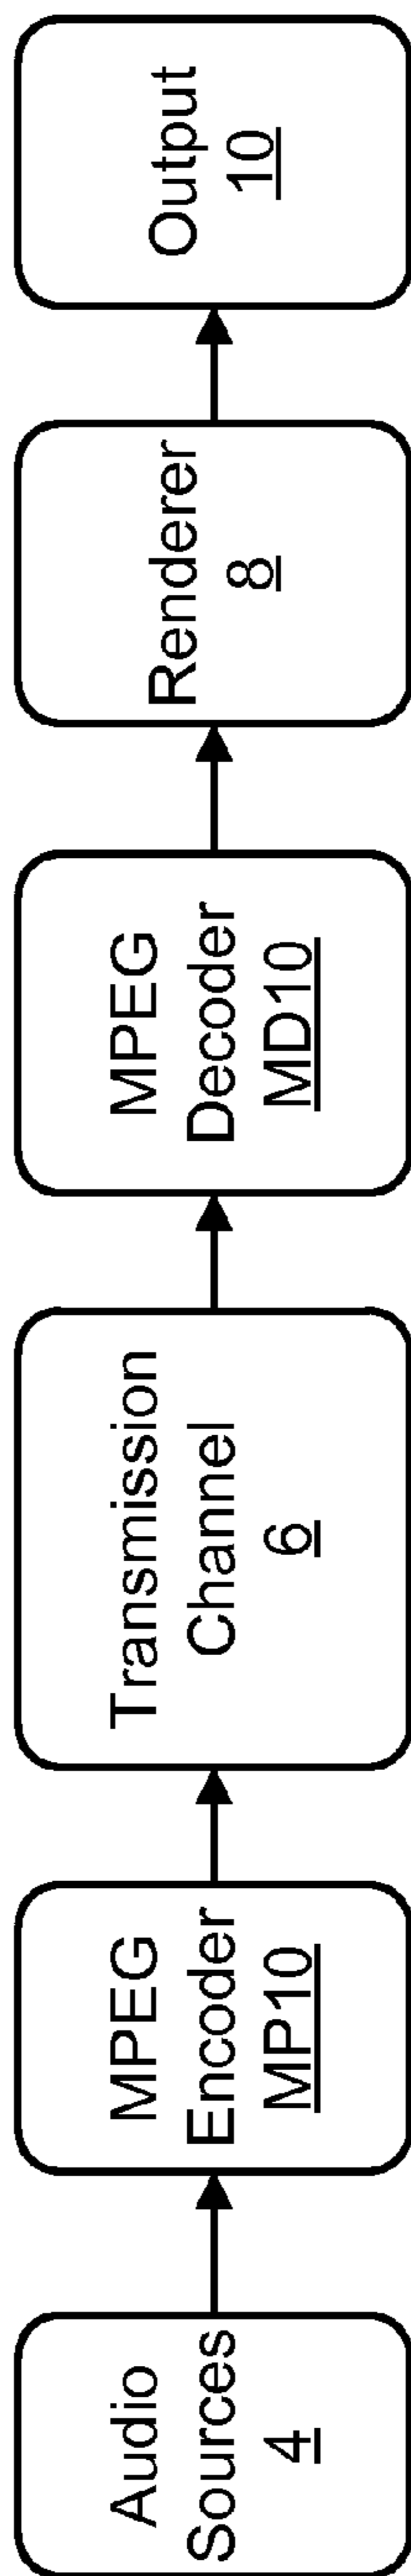 Audio
Sources
4
MPEG
Encoder
MP10
Transmission
Channel
6
MPEG
Decoder
MD10
Renderer
8
Output
10